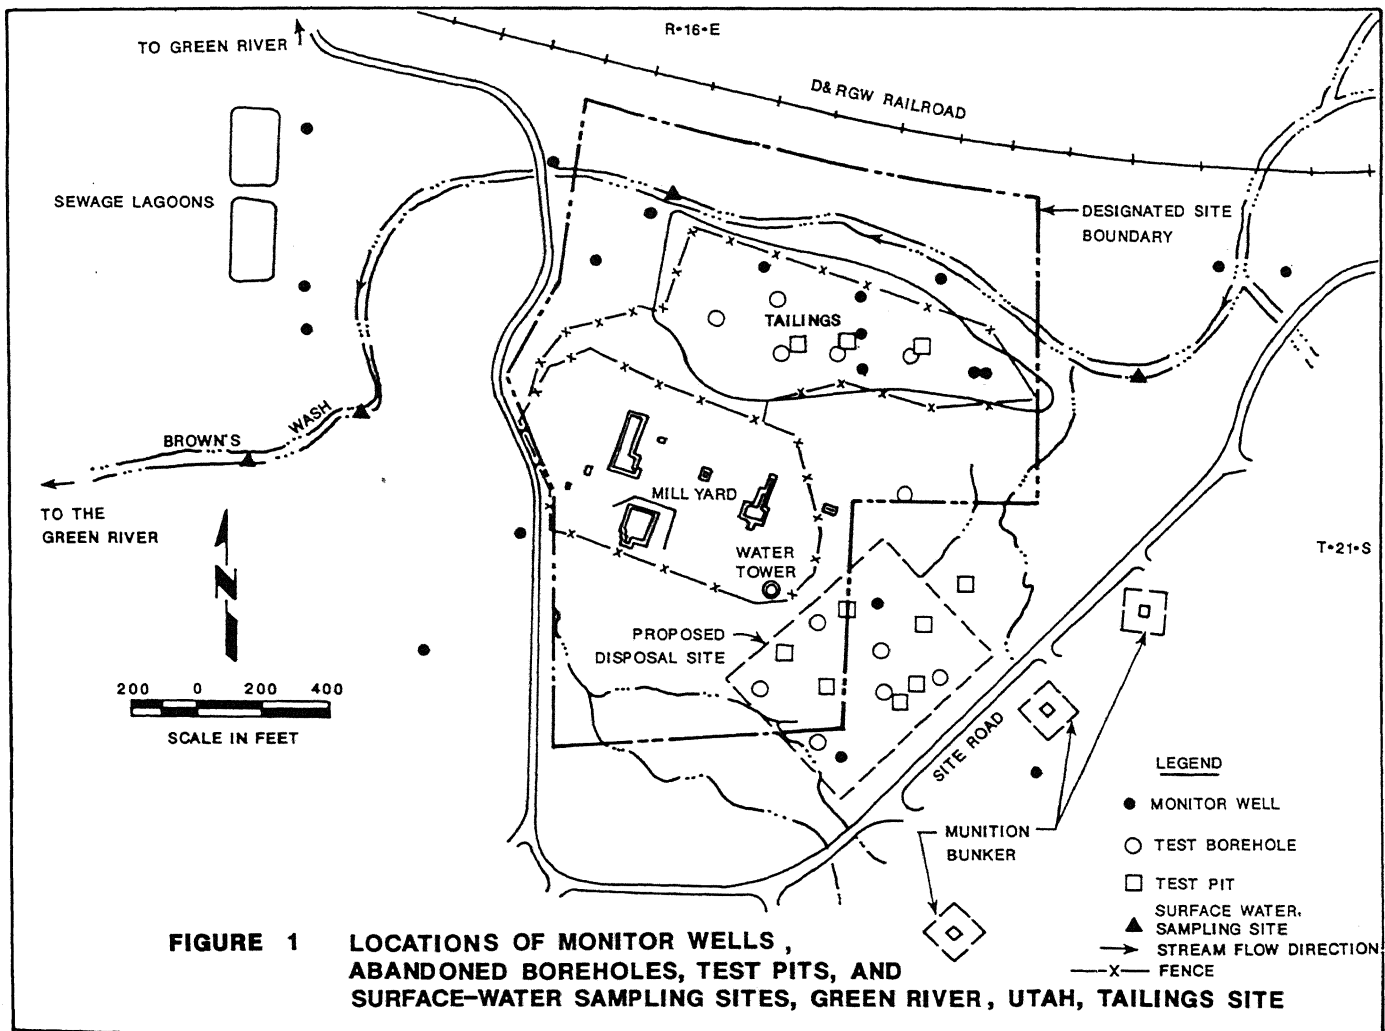 R•16•E
TO GREEN RIVER
D&RGW RAILROAD
SEWAGE LAGOONS
DESIGNATED SITE
BOUNDARY
TAILINGS
WASH
BROWN'S
MILL YARD
TO THE
GREEN RIVER
T•21•S
WATER
TOWER
N
PROPOSED
DISPOSAL SITE
200 0 200 400
SCALE IN FEET
SITE ROAD
MUNITION
BUNKER
LEGEND
MONITOR WELL
TEST BOREHOLE
TEST PIT
SURFACE WATER,
SAMPLING SITE
STREAM FLOW DIRECTION
—X— FENCE
FIGURE 1 LOCATIONS OF MONITOR WELLS ,
ABANDONED BOREHOLES, TEST PITS, AND
SURFACE-WATER SAMPLING SITES, GREEN RIVER, UTAH, TAILINGS SITE